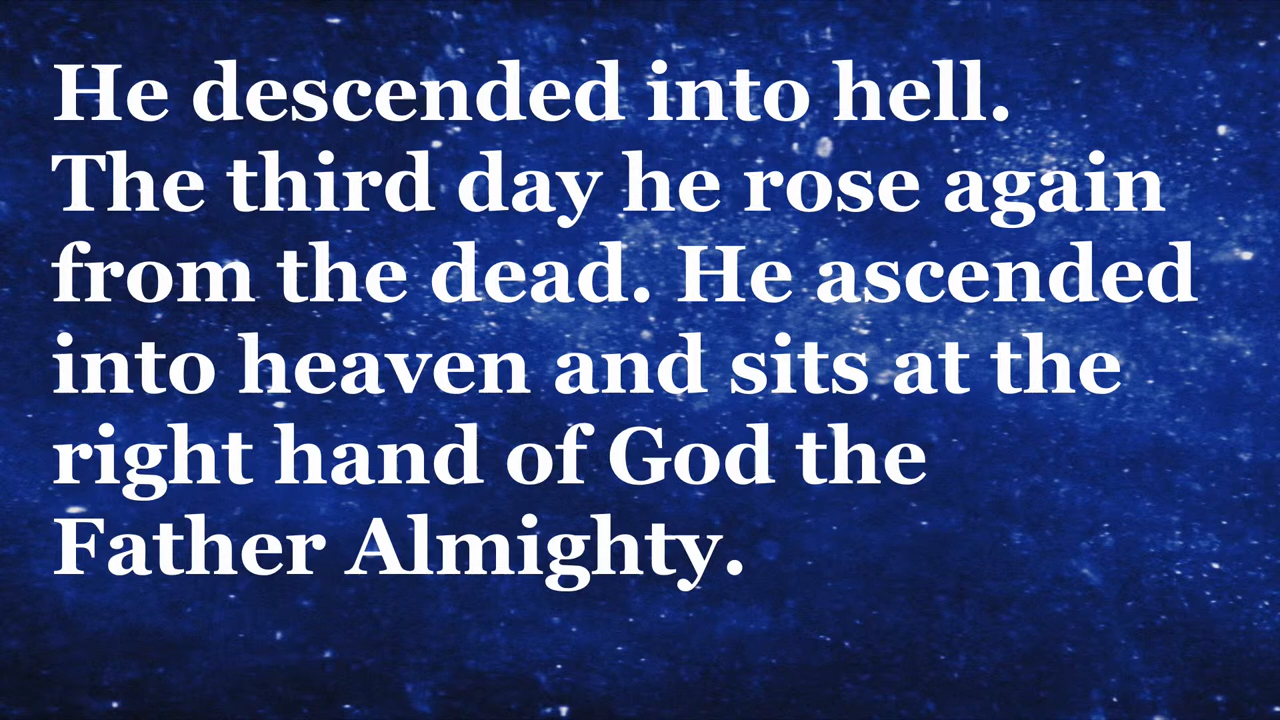 He descended into hell.
The third day he rose again
from the dead. He ascended
into heaven and sits at the
right hand of God the
Father Almighty.